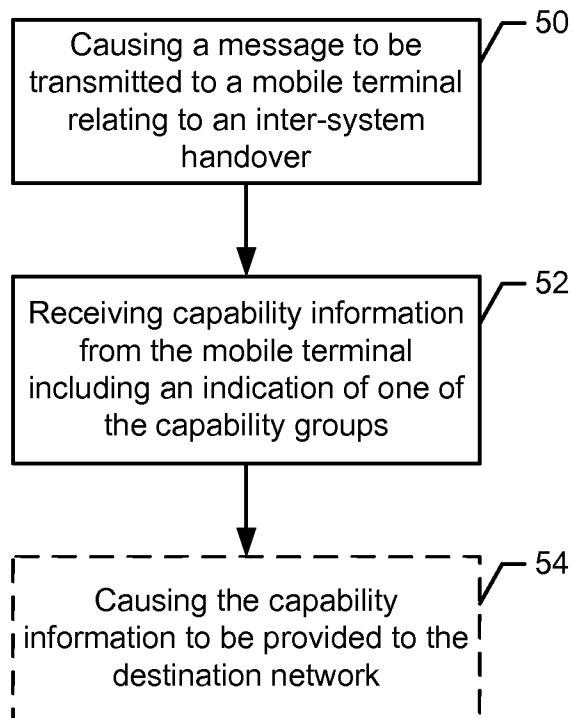 50
Causing a message to be
transmitted to a mobile terminal
relating to an inter-system
handover
52
Receiving capability information
from the mobile terminal
including an indication of one of
the capability groups
54
Causing the capability
information to be provided to the
destination network